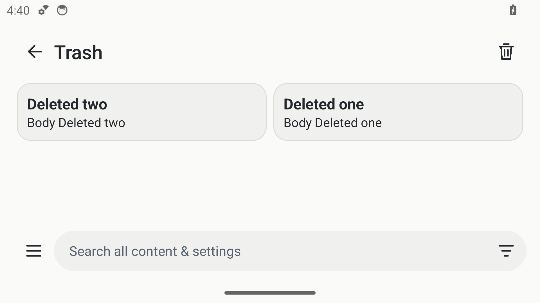 4:40
Trash
Deleted two
Body Deleted two
Deleted one
Body Deleted one
Search all content & settings